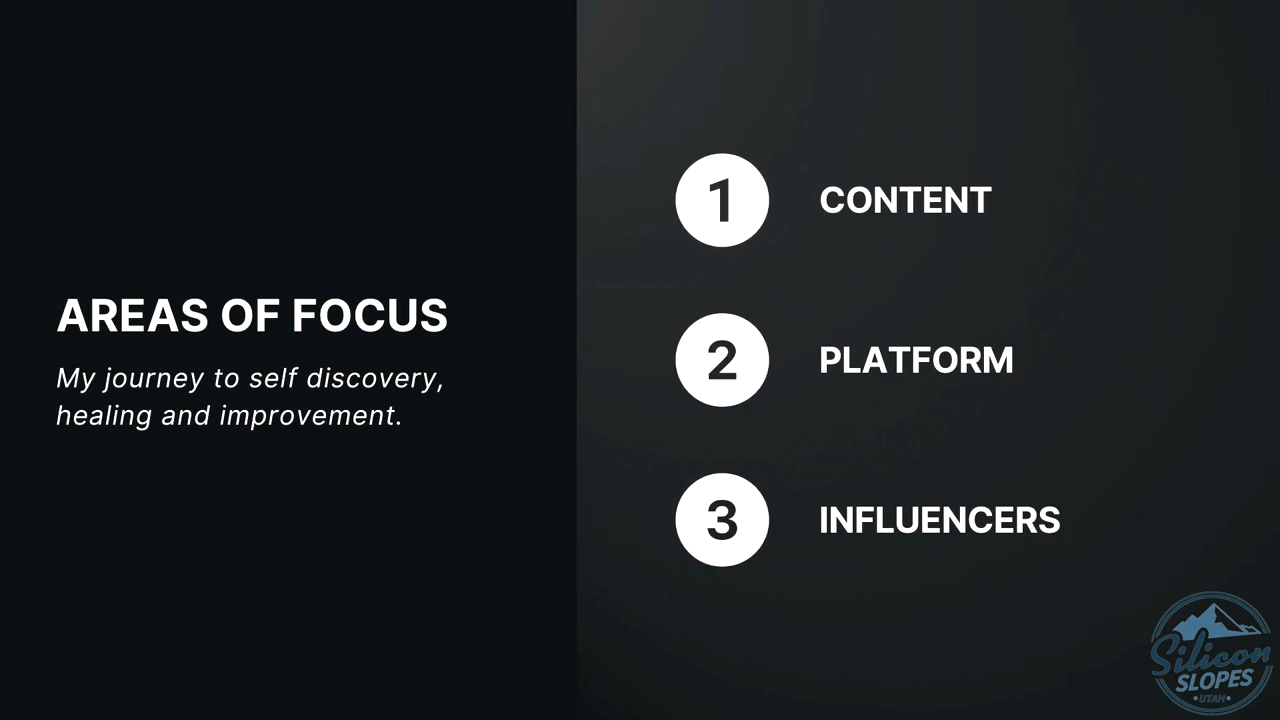 AREAS OF FOCUS
My journey to self discovery,
healing and improvement.
1 CONTENT
2 PLATFORM
3 INFLUENCERS
Silicon
SLOPES
• UTAH •